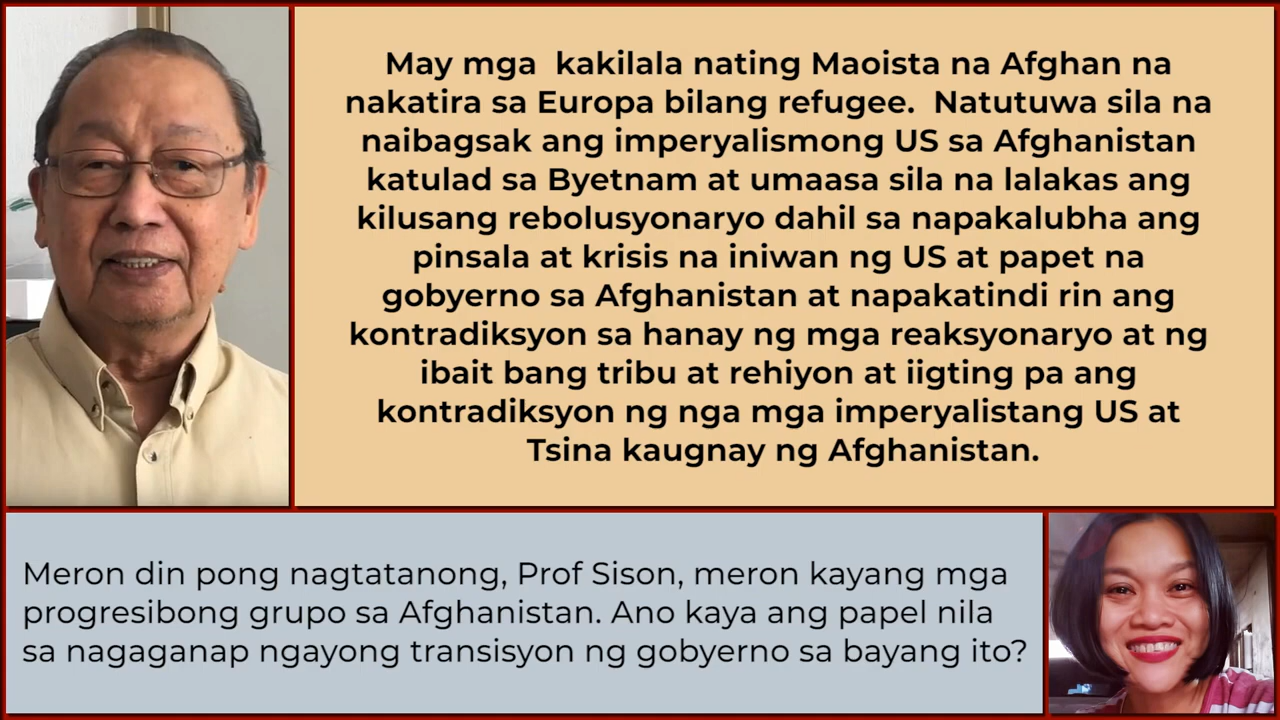 May mga  kakilala nating Maoista na Afghan na
nakatira sa Europa bilang refugee.  Natutuwa sila na
naibagsak ang imperyalismong US sa Afghanistan
katulad sa Byetnam at umaasa sila na lalakas ang
kilusang rebolusyonaryo dahil sa napakalubha ang
pinsala at krisis na iniwan ng US at papet na
gobyerno sa Afghanistan at napakatindi rin ang
kontradiksyon sa hanay ng mga reaksyonaryo at ng
ibait bang tribu at rehiyon at iigting pa ang
kontradiksyon ng nga mga imperyalistang US at
Tsina kaugnay ng Afghanistan.
Meron din pong nagtatanong, Prof Sison, meron kayang mga
progresibong grupo sa Afghanistan. Ano kaya ang papel nila
sa nagaganap ngayong transisyon ng gobyerno sa bayang ito?